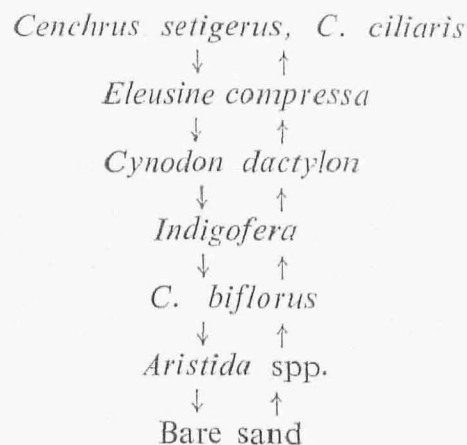 Cenchrus setigerus, C. ciliaris
↓ ↑
Eleusine compressa
↓ ↑
Cynodon dactylon
↓ ↑
Indigofera
↓ ↑
C. biflorus
↓ ↑
Aristida spp.
↓ ↑
Bare sand